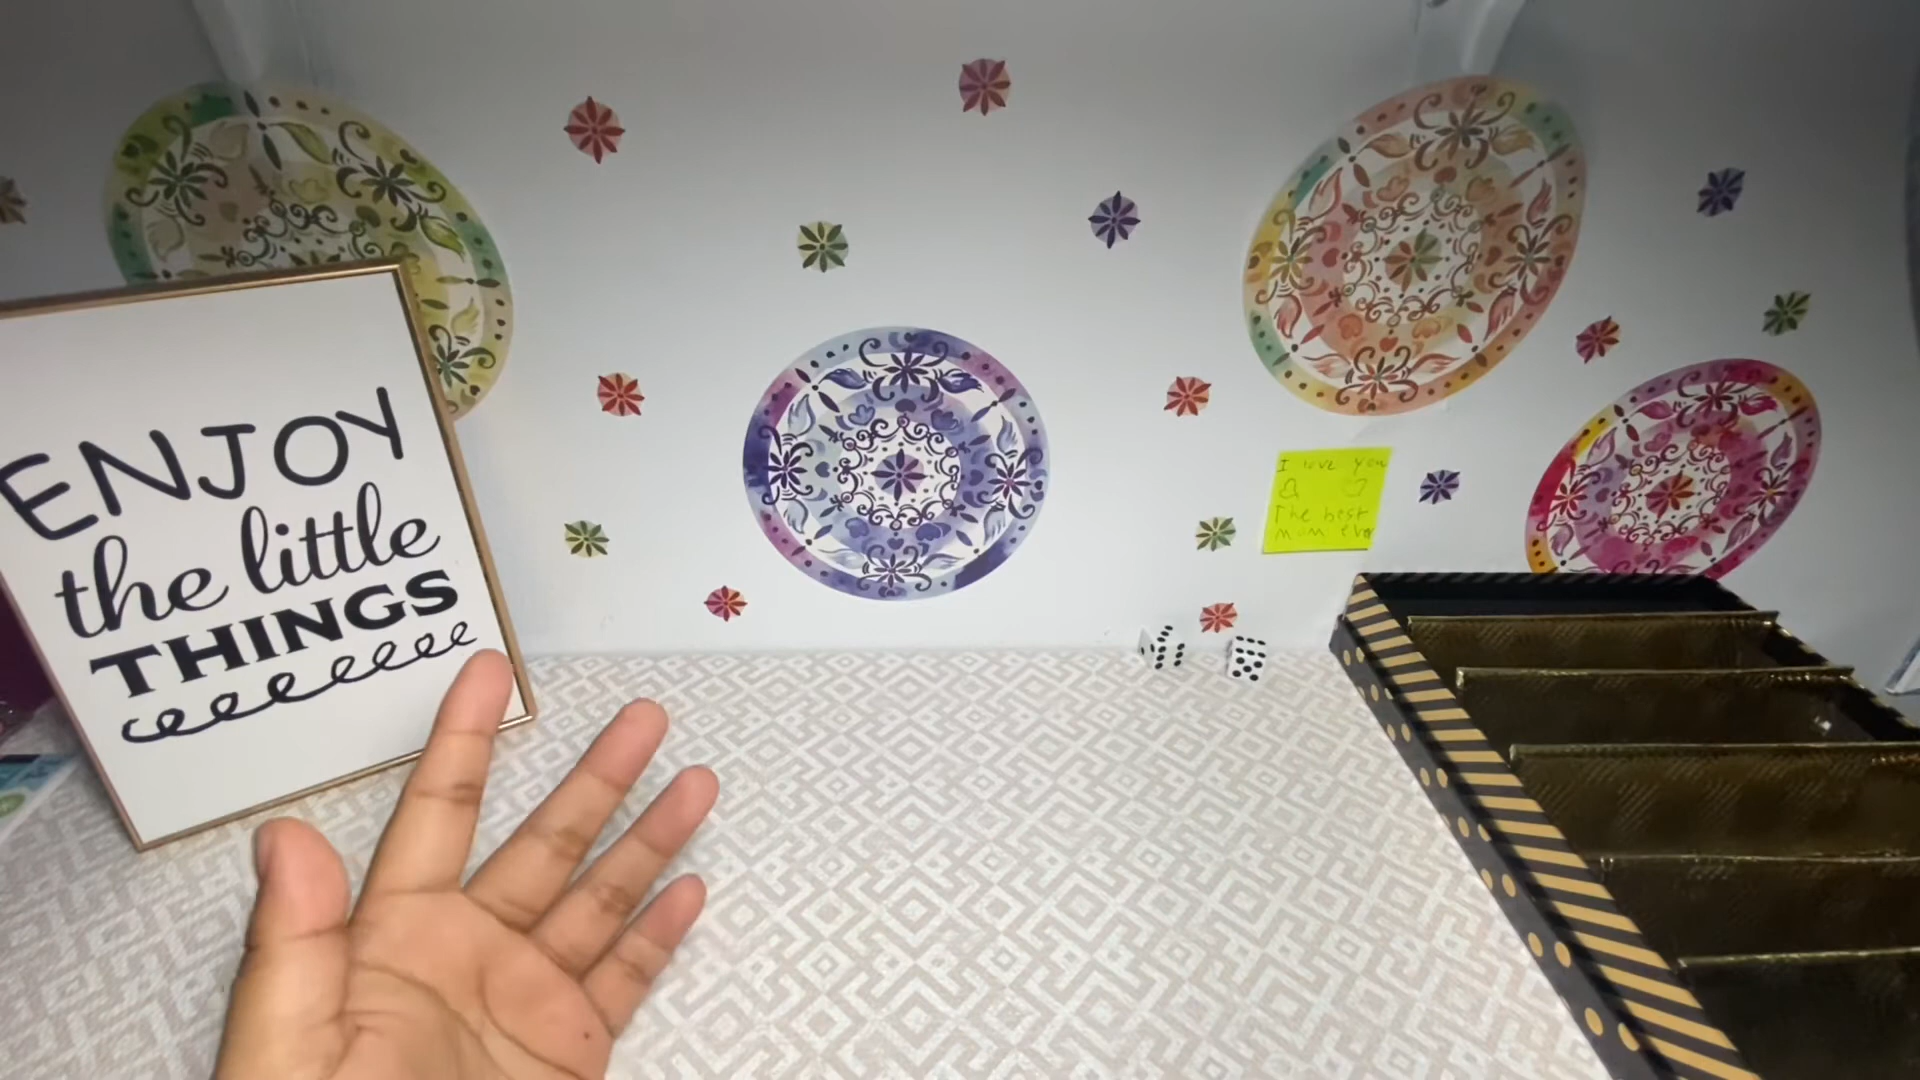 ENJOY
the little
THINGS
I love you
The best
mom ever